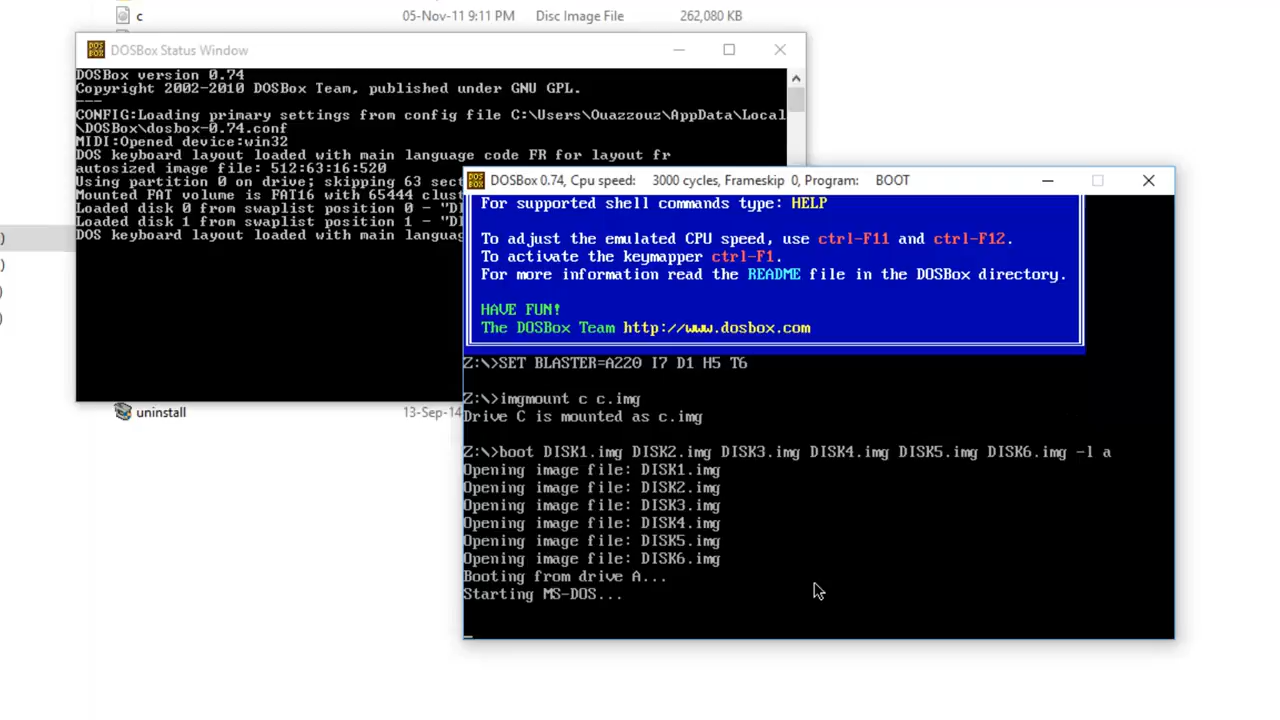 c 05-Nov-11 9:11 PM Disc Image File 262,080 KB
DOSBox Status Window
DOSBox version 0.74
Copyright 2002-2010 DOSBox Team, published under GNU GPL.
---
CONFIG:Loading primary settings from config file C:\Users\Ouazzouz\AppData\Local
\DOSBox\dosbox-0.74.conf
MIDI:Opened device:win32
DOS keyboard layout loaded with main language code FR for layout fr
autosized image file: 512:63:16:520
Using partition 0 on drive; skipping 63 sect
Mounted FAT volume is FAT16 with 65444 clust
Loaded disk 0 from swaplist position 0 - "DI
Loaded disk 1 from swaplist position 1 - "DI
DOS keyboard layout loaded with main languag
uninstall 13-Sep-14
)
)
)
)
DOSBox 0.74, Cpu speed: 3000 cycles, Frameskip 0, Program: BOOT
For supported shell commands type: HELP
To adjust the emulated CPU speed, use ctrl-F11 and ctrl-F12.
To activate the keymapper ctrl-F1.
For more information read the README file in the DOSBox directory.
HAVE FUN!
The DOSBox Team http://www.dosbox.com
Z:\>SET BLASTER=A220 I7 D1 H5 T6
Z:\>imgmount c c.img
Drive C is mounted as c.img
Z:\>boot DISK1.img DISK2.img DISK3.img DISK4.img DISK5.img DISK6.img -l a
Opening image file: DISK1.img
Opening image file: DISK2.img
Opening image file: DISK3.img
Opening image file: DISK4.img
Opening image file: DISK5.img
Opening image file: DISK6.img
Booting from drive A...
Starting MS-DOS...